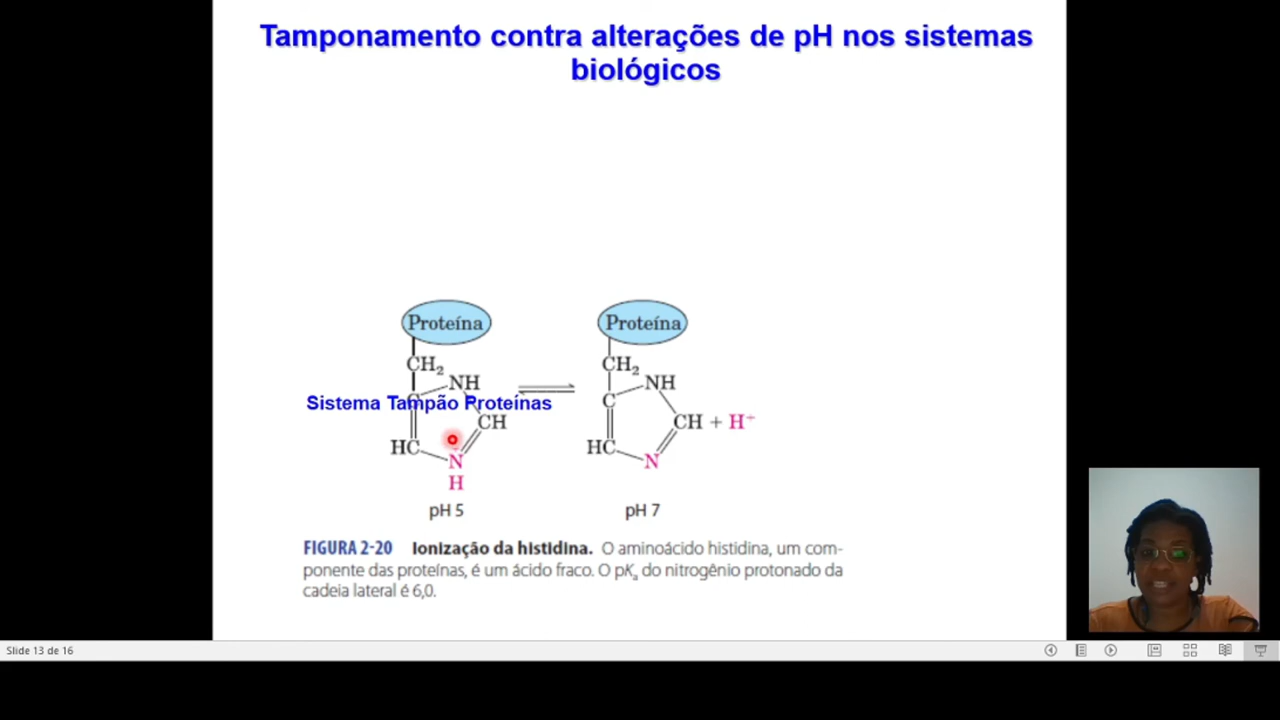 Tamponamento contra alterações de pH nos sistemas
biológicos
Proteína
Proteína
CH₂
CH₂
NH
NH
C
C
Sistema Tampão Proteínas
CH
CH + H⁺
HC
HC
N
N
H
pH 5
pH 7
FIGURA 2-20 Ionização da histidina. O aminoácido histidina, um com-
ponente das proteínas, é um ácido fraco. O pKₐ do nitrogênio protonado da
cadeia lateral é 6,0.
Slide 13 de 16